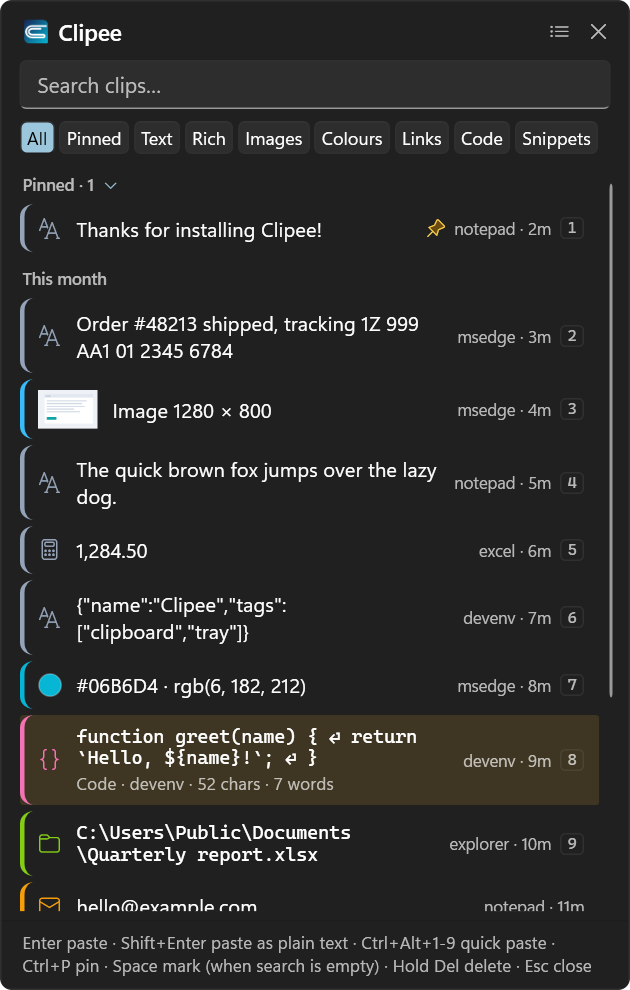 Clipee
Search clips...
All Pinned Text Rich Images Colours Links Code Snippets
Pinned · 1
Thanks for installing Clipee! notepad · 2m 1
This month
Order #48213 shipped, tracking 1Z 999
AA1 01 2345 6784
msedge · 3m 2
Image 1280 × 800 msedge · 4m 3
The quick brown fox jumps over the lazy
dog.
notepad · 5m 4
1,284.50 excel · 6m 5
{"name":"Clipee","tags":
["clipboard","tray"]}
devenv · 7m 6
#06B6D4 · rgb(6, 182, 212) msedge · 8m 7
function greet(name) { ⏎ return
`Hello, ${name}!`; ⏎ }
Code · devenv · 52 chars · 7 words
devenv · 9m 8
C:\Users\Public\Documents
\Quarterly report.xlsx
explorer · 10m 9
hello@example.com notepad · 11m
Enter paste · Shift+Enter paste as plain text · Ctrl+Alt+1-9 quick paste ·
Ctrl+P pin · Space mark (when search is empty) · Hold Del delete · Esc close